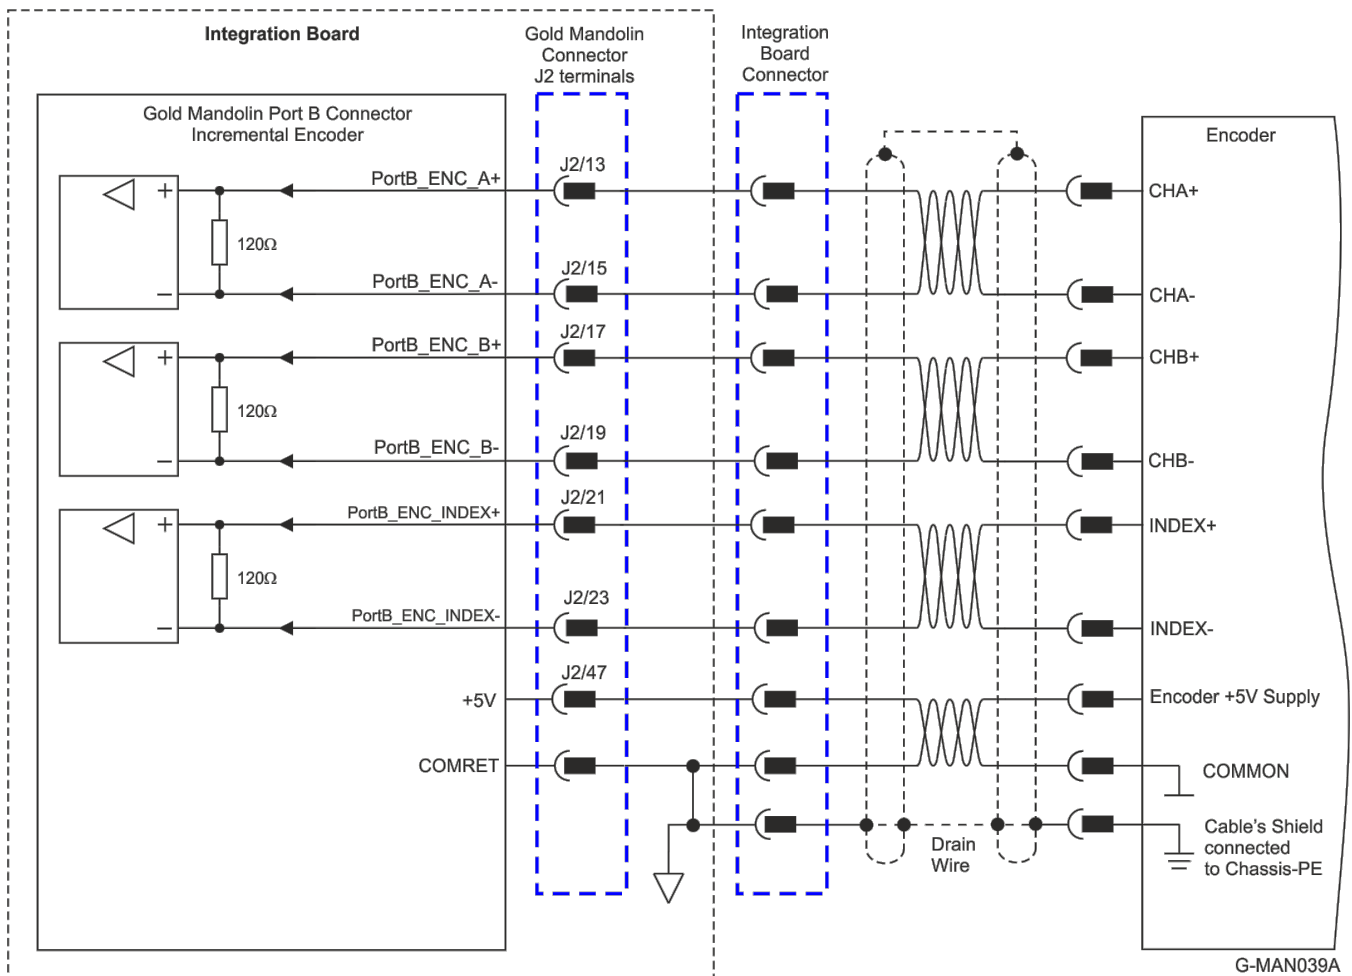 Integration Board
Gold Mandolin
Connector
J2 terminals
Integration
Board
Connector
Gold Mandolin Port B Connector
Incremental Encoder
Encoder
PortB_ENC_A+
J2/13
CHA+
+
120Ω
PortB_ENC_A-
J2/15
CHA-
−
PortB_ENC_B+
J2/17
CHB+
+
120Ω
PortB_ENC_B-
J2/19
CHB-
−
PortB_ENC_INDEX+
J2/21
INDEX+
+
120Ω
PortB_ENC_INDEX-
J2/23
INDEX-
−
+5V
J2/47
Encoder +5V Supply
COMRET
COMMON
Drain
Wire
Cable's Shield
connected
to Chassis-PE
G-MAN039A